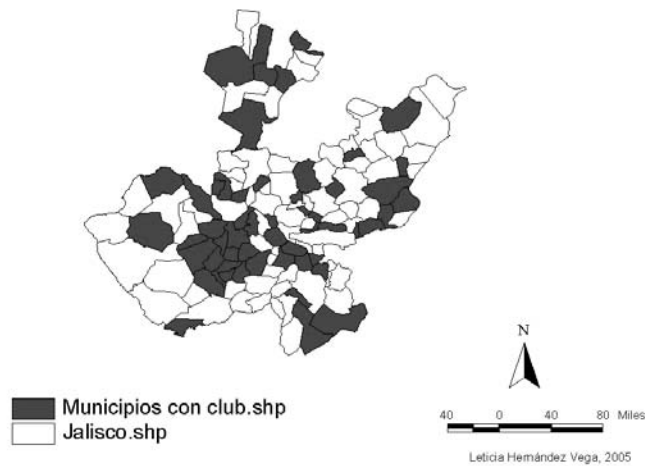 N
Municipios con club.shp
Jalisco.shp
40 0 40 80 Miles
Leticia Hernández Vega, 2005